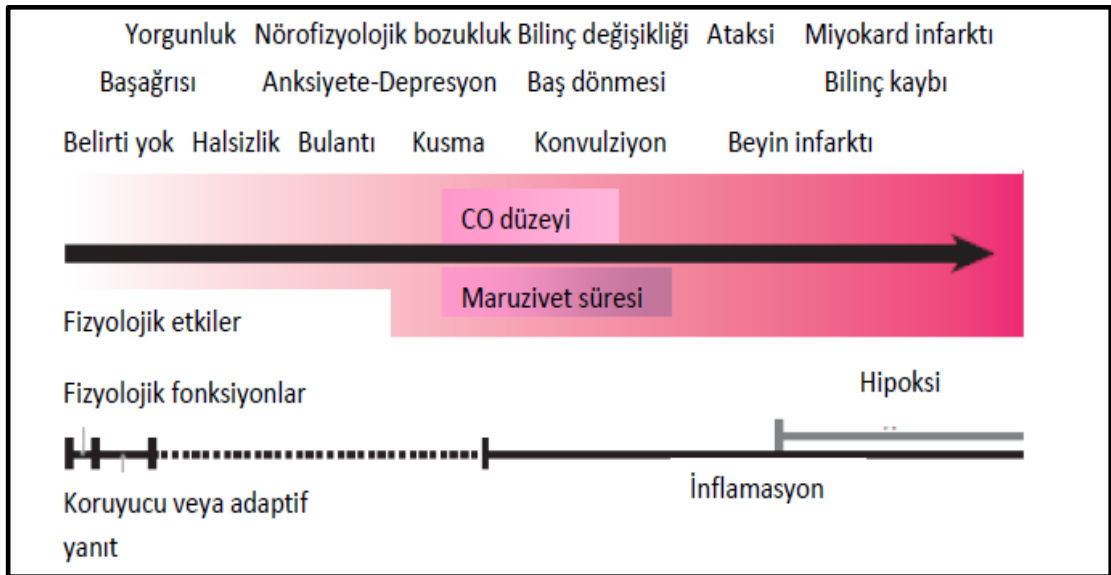 Yorgunluk Nörofizyolojik bozukluk Bilinç değişikliği Ataksi Miyokard infarktı
Başağrısı Anksiyete-Depresyon Baş dönmesi Bilinç kaybı
Belirti yok Halsizlik Bulantı Kusma Konvulziyon Beyin infarktı
CO düzeyi
Maruzivet süresi
Fizyolojik etkiler
Hipoksi
Fizyolojik fonksiyonlar
İnflamasyon
Koruyucu veya adaptif
yanıt